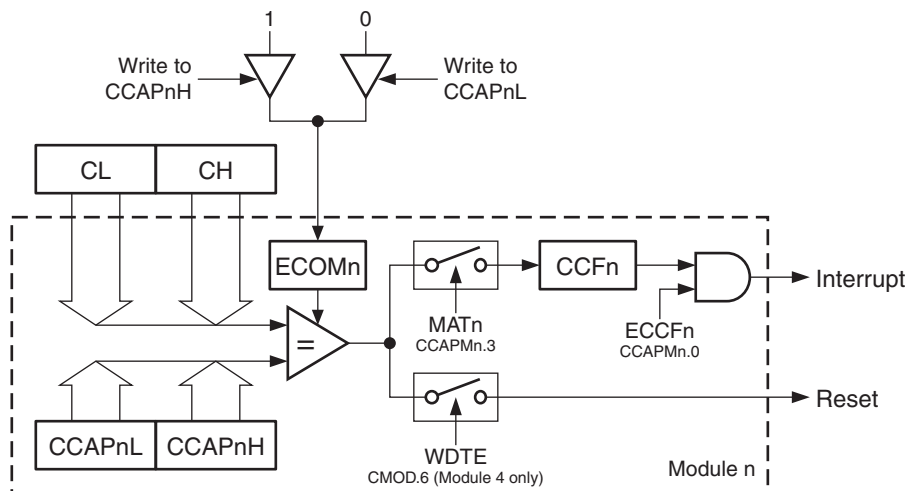 1
0
Write to
CCAPnH
Write to
CCAPnL
CL
CH
ECOMn
CCFn
Interrupt
MATn
CCAPMn.3
ECCFn
CCAPMn.0
=
Reset
CCAPnL
CCAPnH
WDTE
CMOD.6 (Module 4 only)
Module n